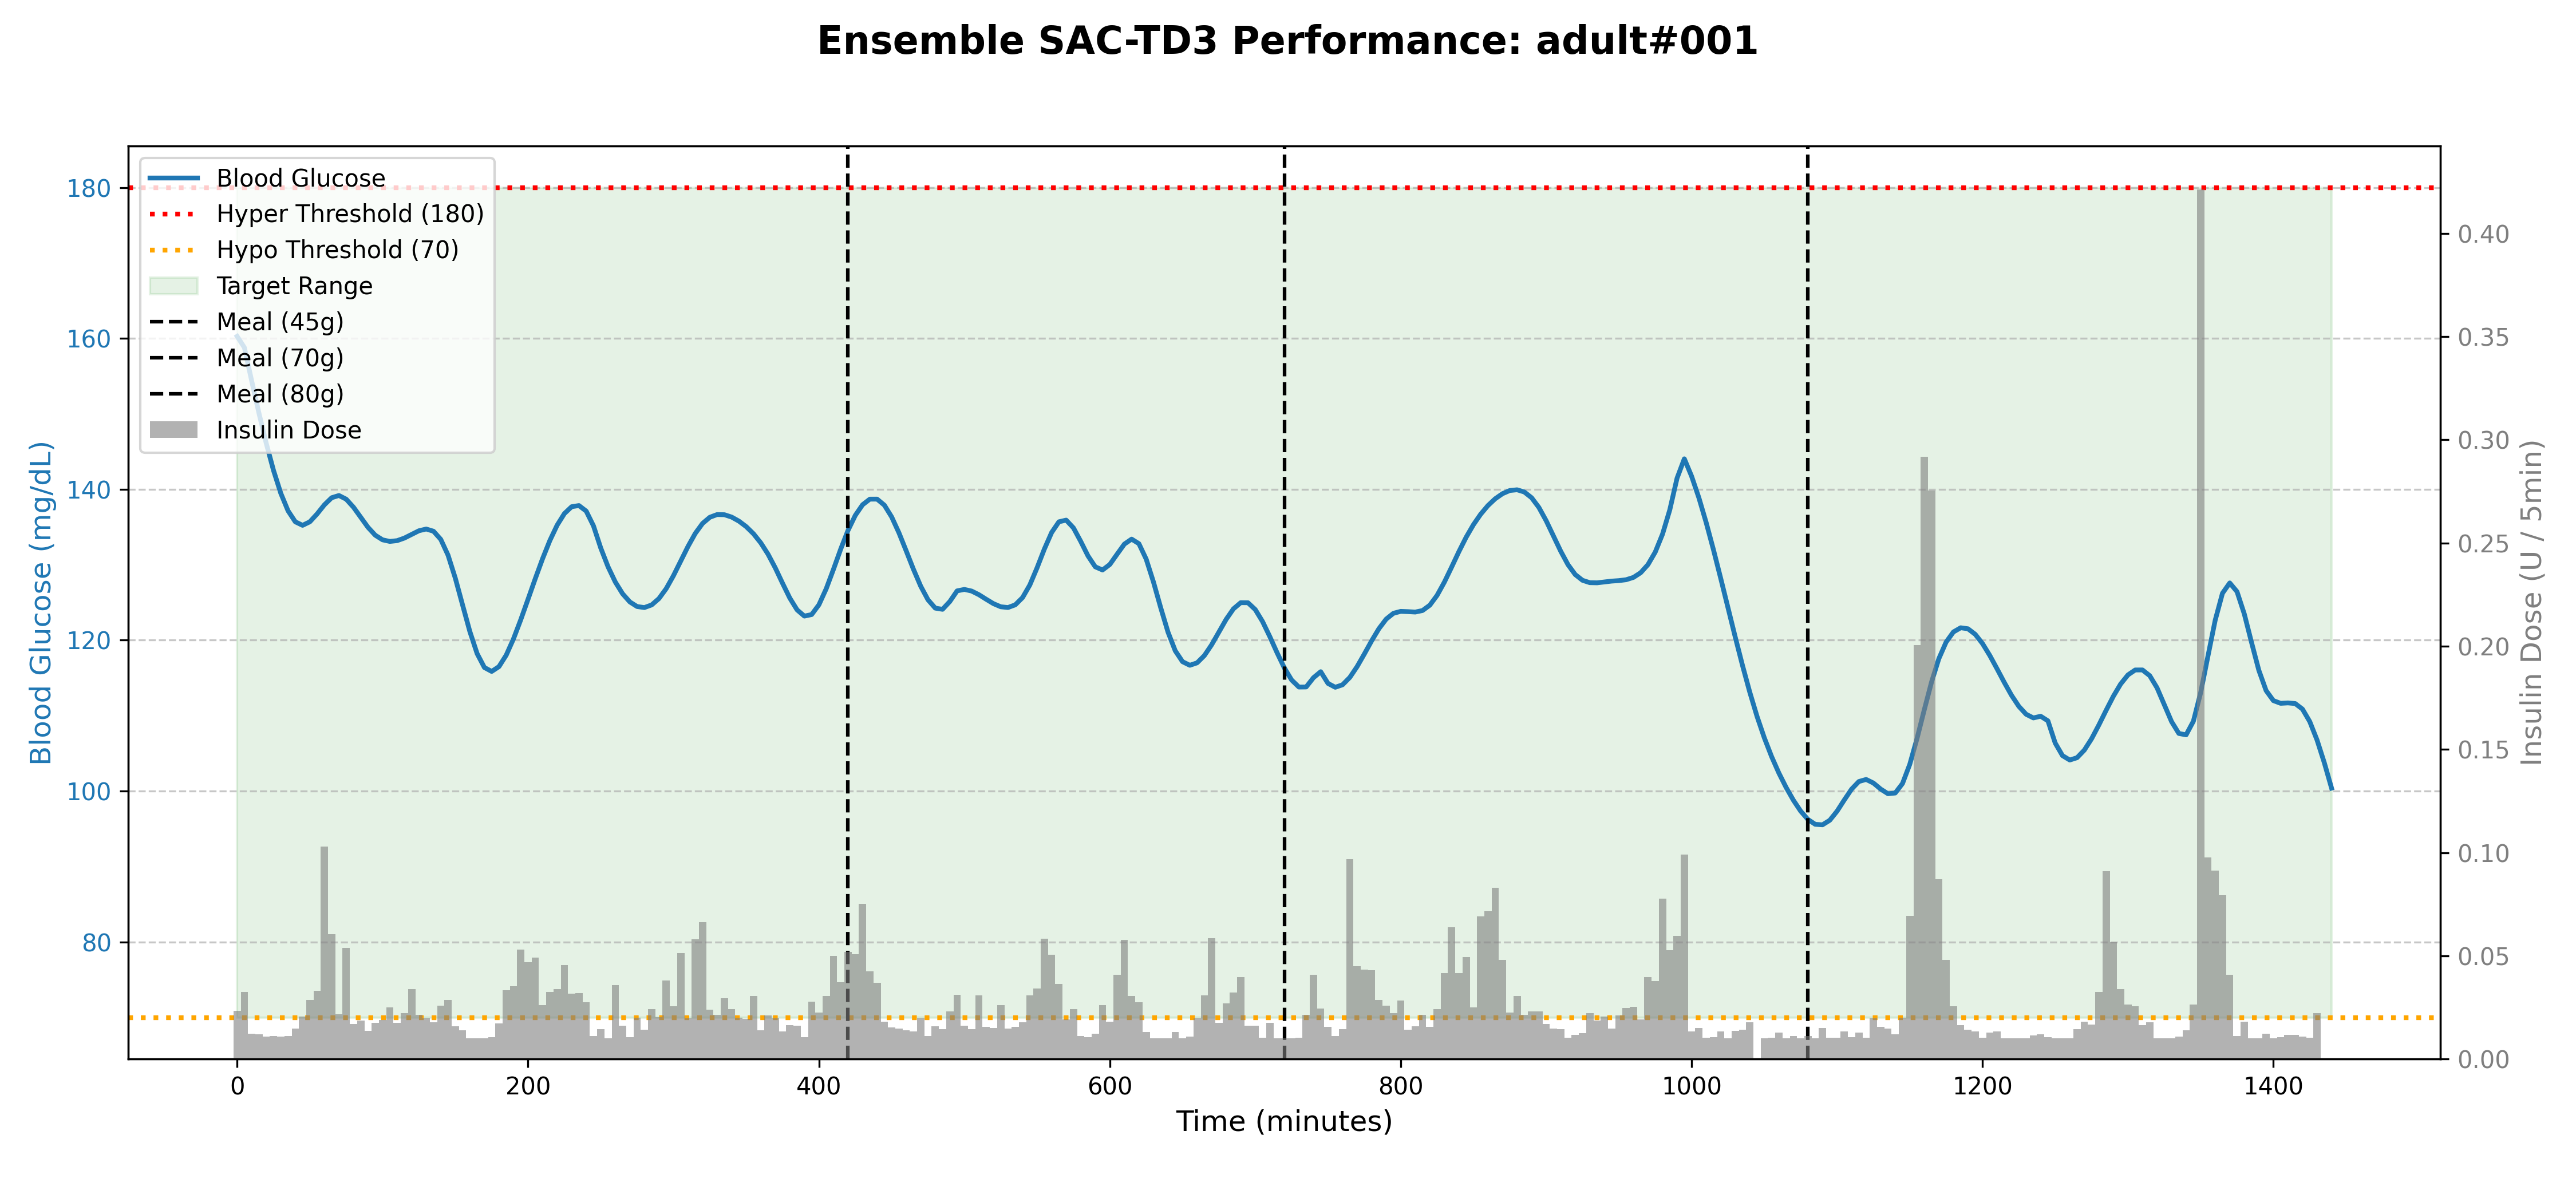 Ensemble SAC-TD3 Performance: adult#001
Blood Glucose
Hyper Threshold (180)
Hypo Threshold (70)
Target Range
Meal (45g)
Meal (70g)
Meal (80g)
Insulin Dose
Blood Glucose (mg/dL)
180
160
140
120
100
80
0.40
0.35
0.30
0.25
0.20
0.15
0.10
0.05
0.00
Insulin Dose (U / 5min)
0 200 400 600 800 1000 1200 1400
Time (minutes)